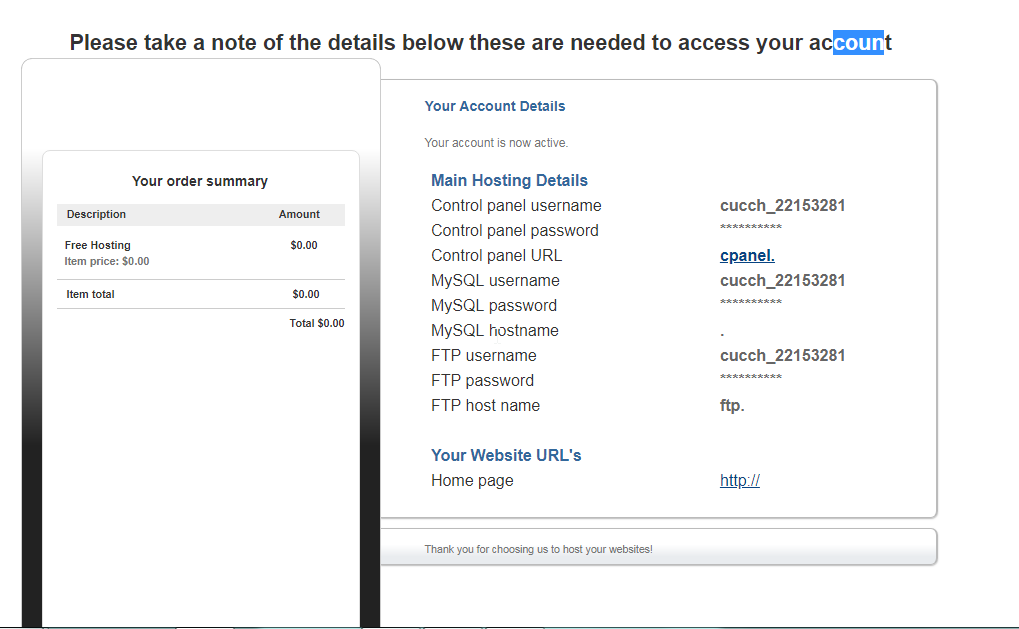 Please take a note of the details below these are needed to access your account
Your order summary
Description Amount
Free Hosting $0.00
Item price: $0.00
Item total $0.00
Total $0.00
Your Account Details
Your account is now active.
Main Hosting Details
Control panel username cucch_22153281
Control panel password **********
Control panel URL cpanel.
MySQL username cucch_22153281
MySQL password **********
MySQL hostname .
FTP username cucch_22153281
FTP password **********
FTP host name ftp.
Your Website URL's
Home page http://
Thank you for choosing us to host your websites!